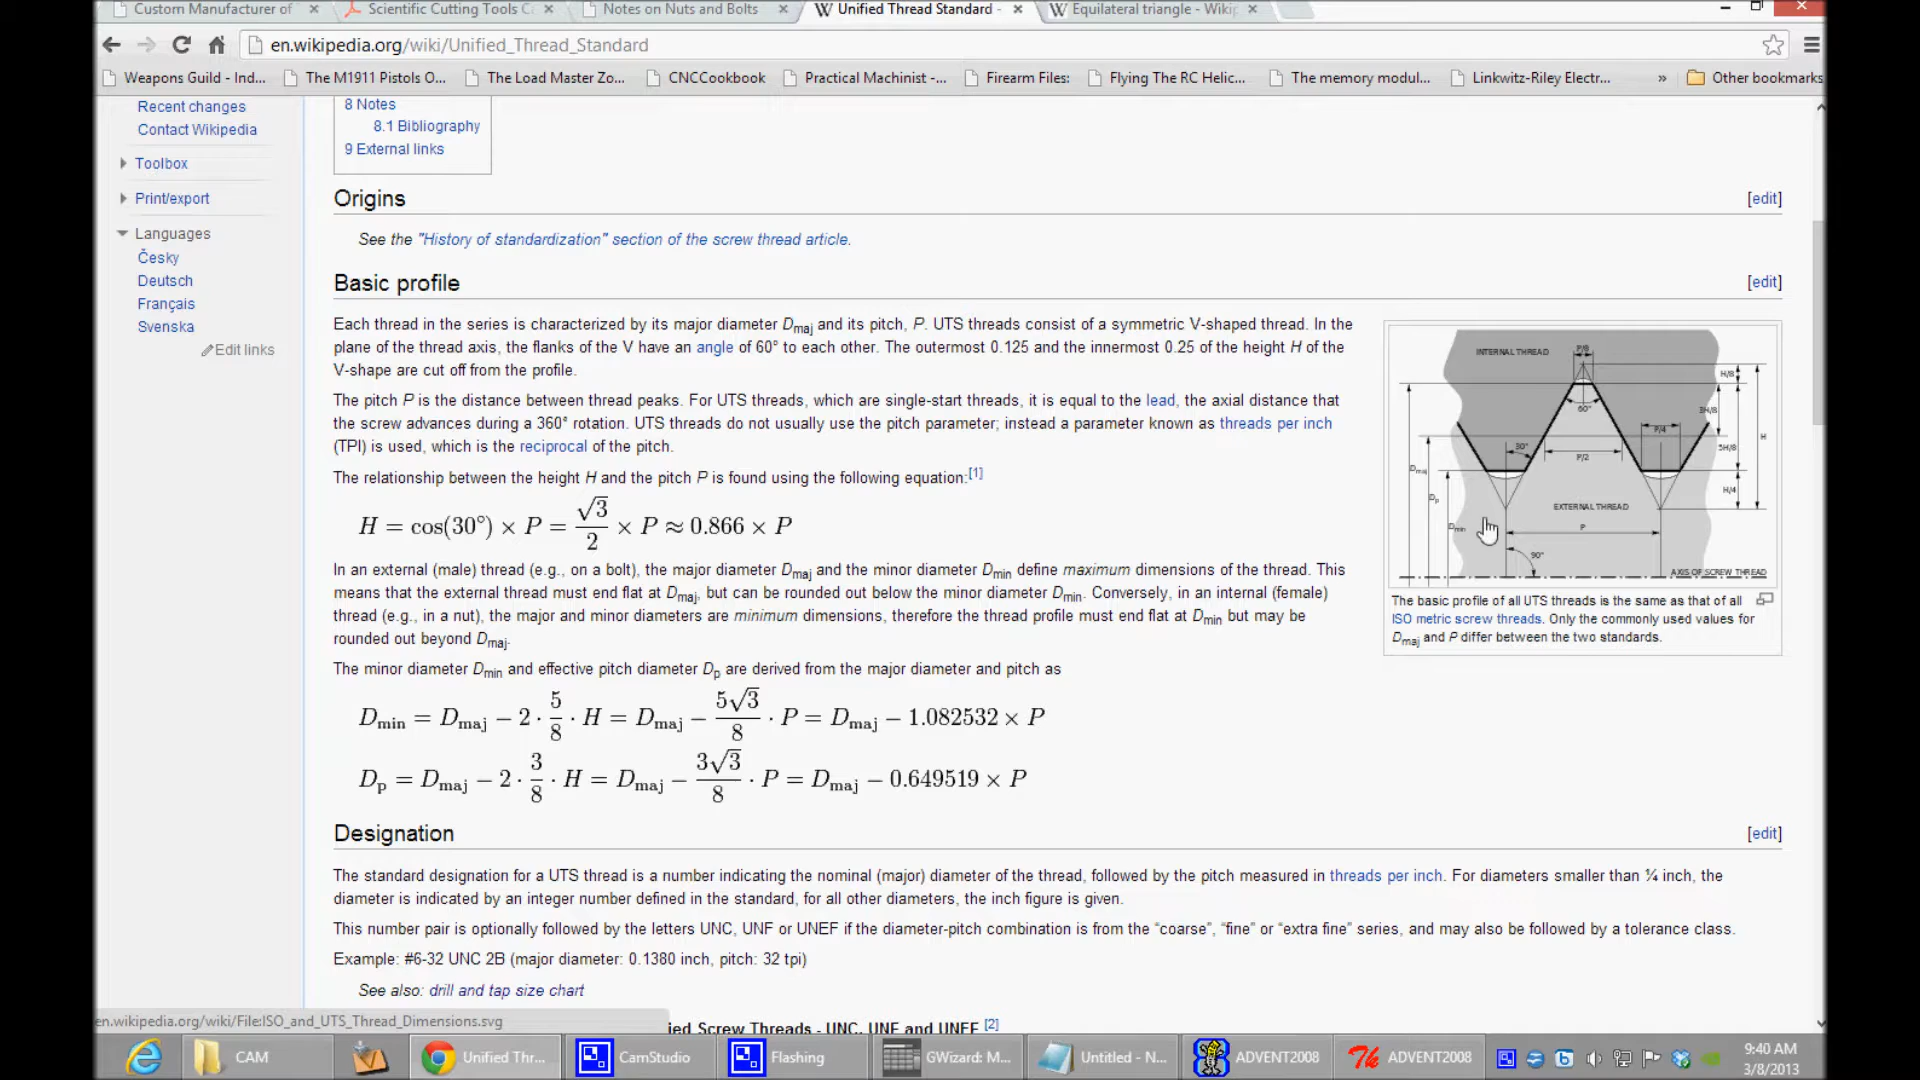 Custom Manufacturer of
Scientific Cutting Tools Ca
Notes on Nuts and Bolts
Unified Thread Standard -
Equilateral triangle - Wikip
en.wikipedia.org/wiki/Unified_Thread_Standard
Weapons Guild - Ind...
The M1911 Pistols O...
The Load Master Zo...
CNCCookbook
Practical Machinist -...
Firearm Files:
Flying The RC Helic...
The memory modul...
Linkwitz-Riley Electr...
»
Other bookmarks
Recent changes
Contact Wikipedia
Toolbox
Print/export
Languages
Česky
Deutsch
Français
Svenska
Edit links
8 Notes
8.1 Bibliography
9 External links
Origins [edit]
See the "History of standardization" section of the screw thread article.
Basic profile [edit]
Each thread in the series is characterized by its major diameter Dmaj and its pitch, P. UTS threads consist of a symmetric V-shaped thread. In the
plane of the thread axis, the flanks of the V have an angle of 60° to each other. The outermost 0.125 and the innermost 0.25 of the height H of the
V-shape are cut off from the profile.
The pitch P is the distance between thread peaks. For UTS threads, which are single-start threads, it is equal to the lead, the axial distance that
the screw advances during a 360° rotation. UTS threads do not usually use the pitch parameter; instead a parameter known as threads per inch
(TPI) is used, which is the reciprocal of the pitch.
The relationship between the height H and the pitch P is found using the following equation:[1]
H = cos(30°) × P = √3/2 × P ≈ 0.866 × P
In an external (male) thread (e.g., on a bolt), the major diameter Dmaj and the minor diameter Dmin define maximum dimensions of the thread. This
means that the external thread must end flat at Dmaj, but can be rounded out below the minor diameter Dmin. Conversely, in an internal (female)
thread (e.g., in a nut), the major and minor diameters are minimum dimensions, therefore the thread profile must end flat at Dmin but may be
rounded out beyond Dmaj.
The minor diameter Dmin and effective pitch diameter Dp are derived from the major diameter and pitch as
Dmin = Dmaj − 2 · 5/8 · H = Dmaj − 5√3/8 · P = Dmaj − 1.082532 × P
Dp = Dmaj − 2 · 3/8 · H = Dmaj − 3√3/8 · P = Dmaj − 0.649519 × P
INTERNAL THREAD
P/8
H/8
60°
3H/8
P/4
H
30°
5H/8
P/2
Dmaj
H/4
Dp
EXTERNAL THREAD
Dmin
P
90°
AXIS OF SCREW THREAD
The basic profile of all UTS threads is the same as that of all
ISO metric screw threads. Only the commonly used values for
Dmaj and P differ between the two standards.
Designation [edit]
The standard designation for a UTS thread is a number indicating the nominal (major) diameter of the thread, followed by the pitch measured in threads per inch. For diameters smaller than ¼ inch, the
diameter is indicated by an integer number defined in the standard, for all other diameters, the inch figure is given.
This number pair is optionally followed by the letters UNC, UNF or UNEF if the diameter-pitch combination is from the “coarse”, “fine” or “extra fine” series, and may also be followed by a tolerance class.
Example: #6-32 UNC 2B (major diameter: 0.1380 inch, pitch: 32 tpi)
See also: drill and tap size chart
en.wikipedia.org/wiki/File:ISO_and_UTS_Thread_Dimensions.svg
ied Screw Threads - UNC, UNF and UNEF [2]
CAM
Unified Thr...
CamStudio
Flashing
GWizard: M...
Untitled - N...
ADVENT2008
ADVENT2008
9:40 AM
3/8/2013